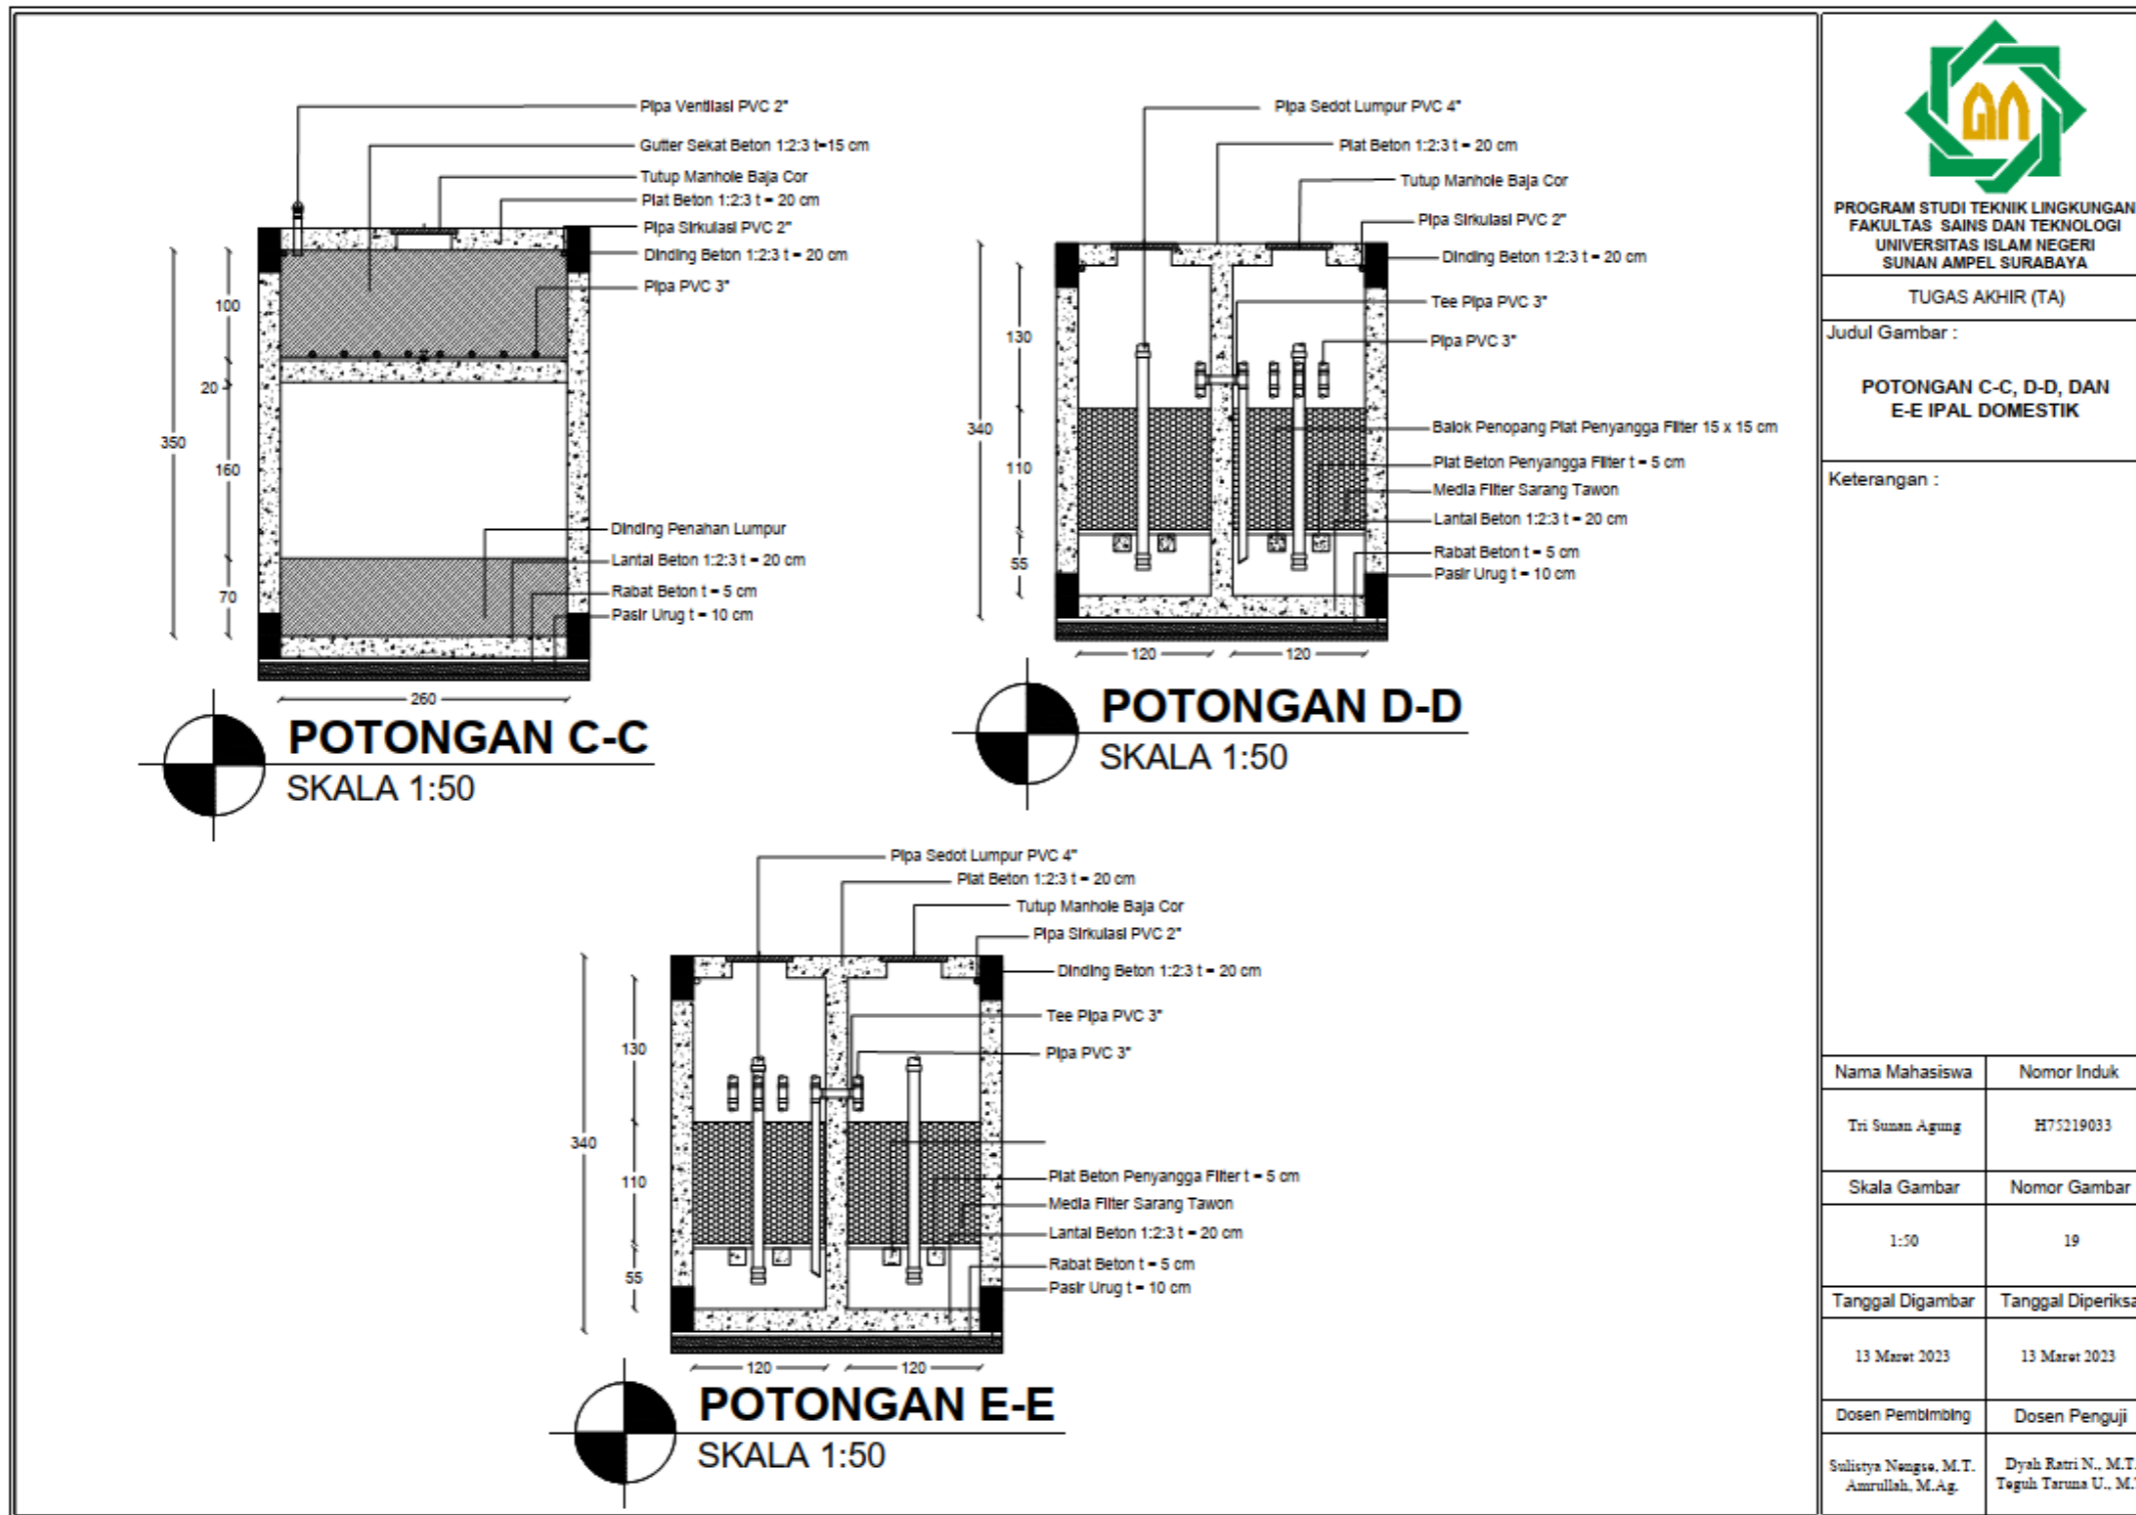 Pipa Ventilasi PVC 2"
Gutter Sekat Beton 1:2:3 t=15 cm
Tutup Manhole Baja Cor
Plat Beton 1:2:3 t = 20 cm
Pipa Sirkulasi PVC 2"
Dinding Beton 1:2:3 t = 20 cm
Pipa PVC 3"
100
20
350
160
70
Dinding Penahan Lumpur
Lantai Beton 1:2:3 t = 20 cm
Rabat Beton t = 5 cm
Pasir Urug t = 10 cm
260
POTONGAN C-C
SKALA 1:50
Pipa Sedot Lumpur PVC 4"
Plat Beton 1:2:3 t = 20 cm
Tutup Manhole Baja Cor
Pipa Sirkulasi PVC 2"
Dinding Beton 1:2:3 t = 20 cm
Tee Pipa PVC 3"
Pipa PVC 3"
130
340
110
55
Balok Penopang Plat Penyangga Filter 15 x 15 cm
Plat Beton Penyangga Filter t = 5 cm
Media Filter Sarang Tawon
Lantai Beton 1:2:3 t = 20 cm
Rabat Beton t = 5 cm
Pasir Urug t = 10 cm
120
120
POTONGAN D-D
SKALA 1:50
Pipa Sedot Lumpur PVC 4"
Plat Beton 1:2:3 t = 20 cm
Tutup Manhole Baja Cor
Pipa Sirkulasi PVC 2"
Dinding Beton 1:2:3 t = 20 cm
Tee Pipa PVC 3"
Pipa PVC 3"
130
340
110
55
Plat Beton Penyangga Filter t = 5 cm
Media Filter Sarang Tawon
Lantai Beton 1:2:3 t = 20 cm
Rabat Beton t = 5 cm
Pasir Urug t = 10 cm
120
120
POTONGAN E-E
SKALA 1:50
PROGRAM STUDI TEKNIK LINGKUNGAN
FAKULTAS SAINS DAN TEKNOLOGI
UNIVERSITAS ISLAM NEGERI
SUNAN AMPEL SURABAYA
TUGAS AKHIR (TA)
Judul Gambar :
POTONGAN C-C, D-D, DAN
E-E IPAL DOMESTIK
Keterangan :
Nama Mahasiswa
Nomor Induk
Tri Sunan Agung
H75219033
Skala Gambar
Nomor Gambar
1:50
19
Tanggal Digambar
Tanggal Diperiksa
13 Maret 2023
13 Maret 2023
Dosen Pembimbing
Dosen Penguji
Sulistya Nengse, M.T.
Amrullah, M.Ag.
Dyah Ratri N., M.T.
Teguh Taruna U., M.